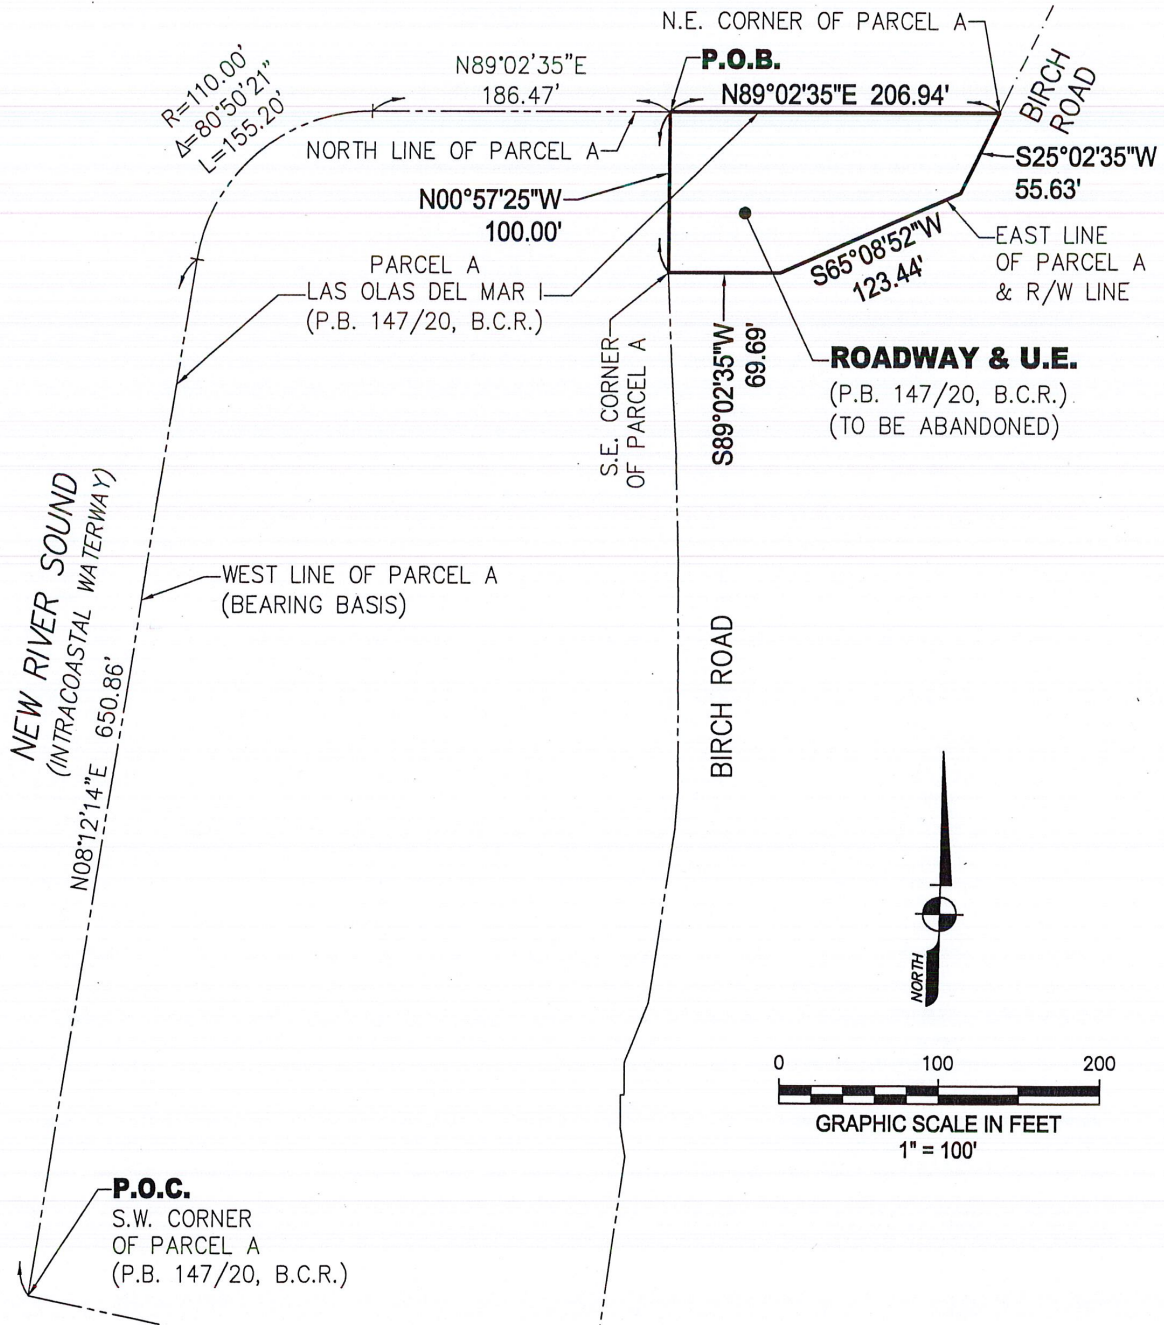 N.E. CORNER OF PARCEL A
BIRCH
ROAD
P.O.B.
N89°02'35"E 206.94'
N89°02'35"E
186.47'
R=110.00'
Δ=80°50'21"
L=155.20'
NORTH LINE OF PARCEL A
S25°02'35"W
55.63'
N00°57'25"W
100.00'
EAST LINE
OF PARCEL A
& R/W LINE
S65°08'52"W
123.44'
PARCEL A
LAS OLAS DEL MAR I
(P.B. 147/20, B.C.R.)
S.E. CORNER
OF PARCEL A
S89°02'35"W
69.69'
ROADWAY & U.E.
(P.B. 147/20, B.C.R.)
(TO BE ABANDONED)
NEW RIVER SOUND
(INTRACOASTAL WATERWAY)
WEST LINE OF PARCEL A
(BEARING BASIS)
N08°12'14"E 650.86'
BIRCH ROAD
NORTH
0 100 200
GRAPHIC SCALE IN FEET
1" = 100'
P.O.C.
S.W. CORNER
OF PARCEL A
(P.B. 147/20, B.C.R.)